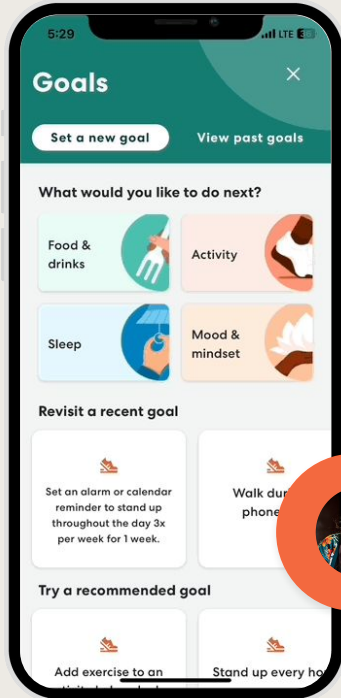 5:29
LTE
Goals
Set a new goal
View past goals
What would you like to do next?
Food &
drinks
Activity
Sleep
Mood &
mindset
Revisit a recent goal
Set an alarm or calendar
reminder to stand up
throughout the day 3x
per week for 1 week.
Walk
phone
Try a recommended goal
Add exercise to an
Stand up every